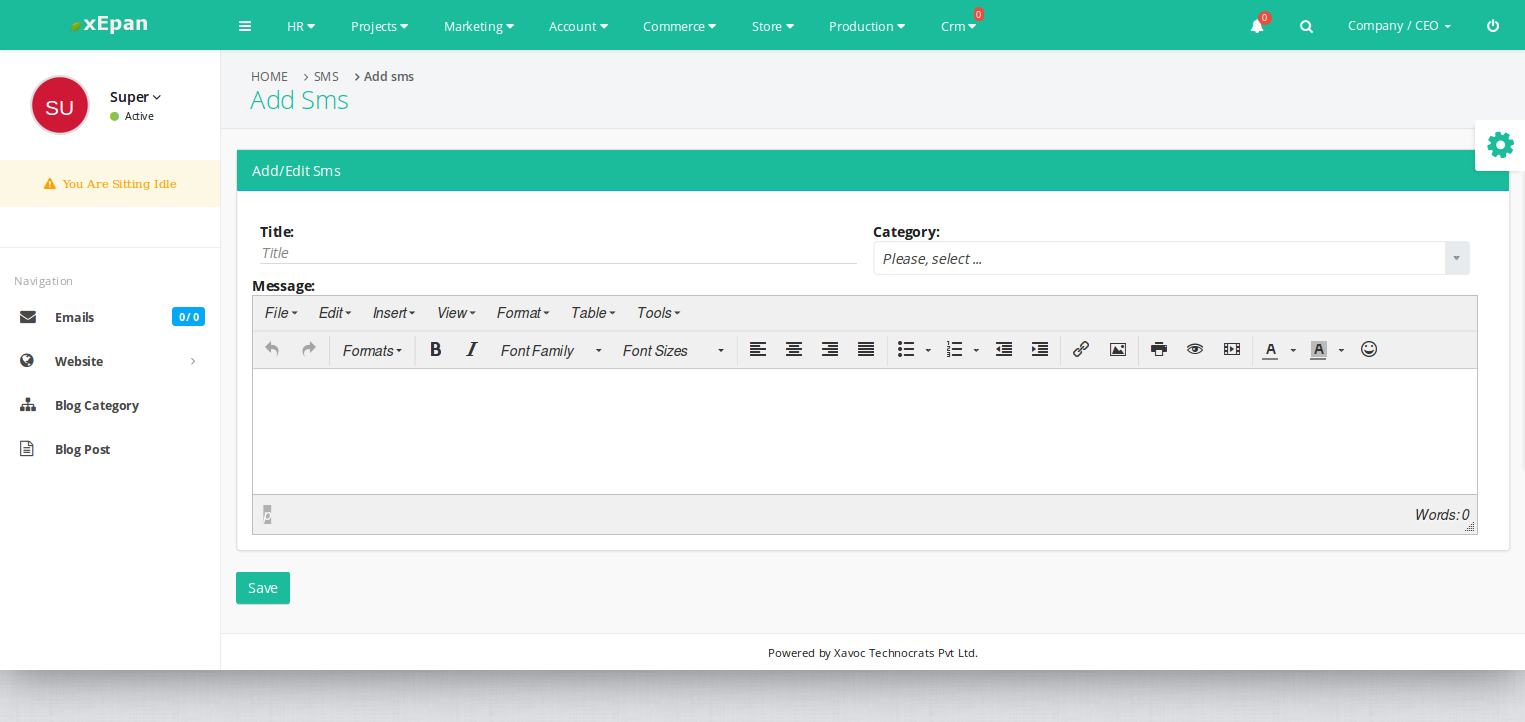 xEpan
HR Projects Marketing Account Commerce Store Production Crm 0
0 Company / CEO
SU
Super
Active
You Are Sitting Idle
Navigation
Emails 0 / 0
Website
Blog Category
Blog Post
HOME > SMS > Add sms
Add Sms
Add/Edit Sms
Title:
Title
Category:
Please, select ...
Message:
File Edit Insert View Format Table Tools
Formats B I Font Family Font Sizes A A
p
Words: 0
Save
Powered by Xavoc Technocrats Pvt Ltd.